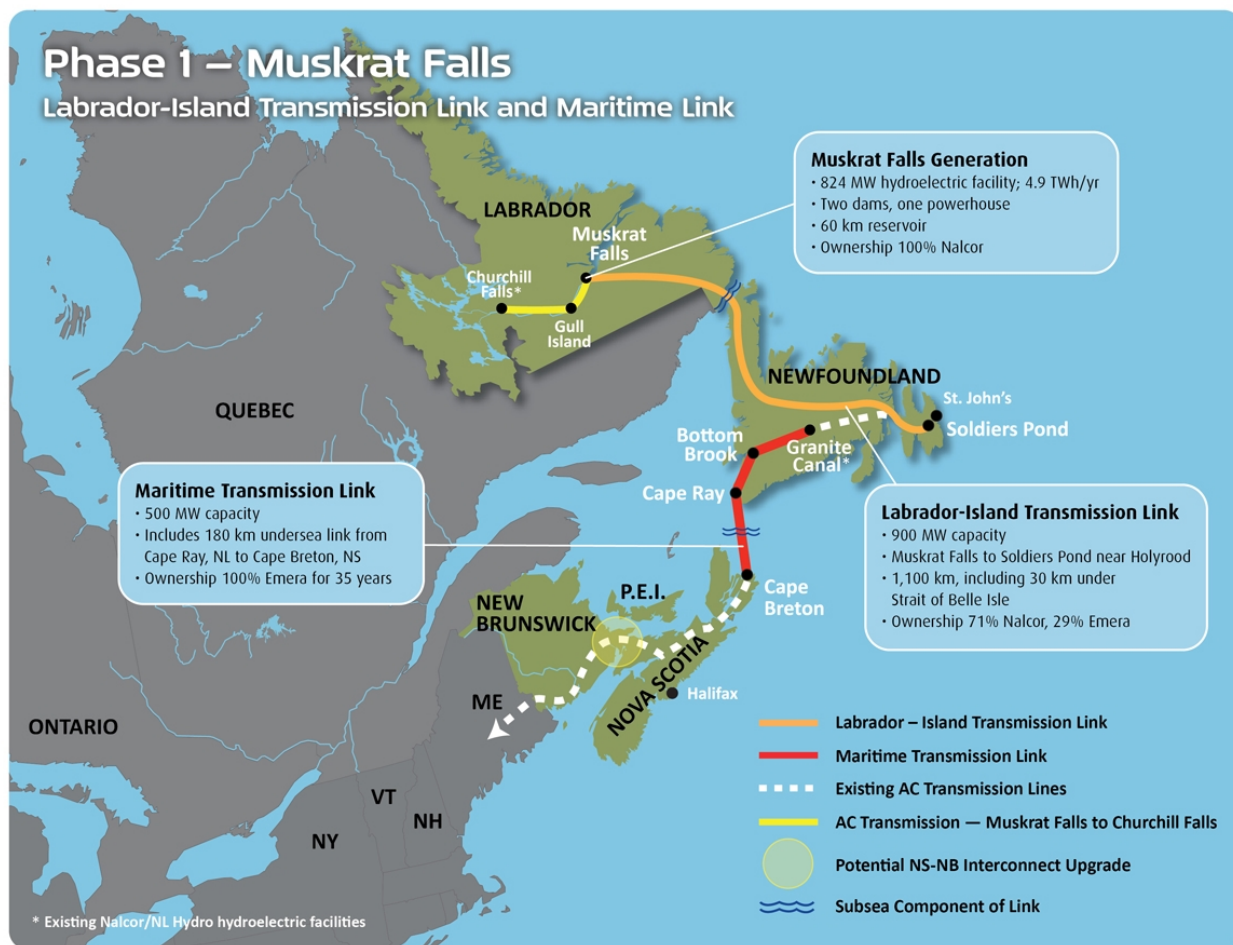 Phase 1 – Muskrat Falls
Labrador-Island Transmission Link and Maritime Link
Muskrat Falls Generation
• 824 MW hydroelectric facility; 4.9 TWh/yr
• Two dams, one powerhouse
• 60 km reservoir
• Ownership 100% Nalcor
LABRADOR
Muskrat
Falls
Churchill
Falls*
Gull
Island
QUEBEC
NEWFOUNDLAND
St. John's
Soldiers Pond
Bottom
Brook
Granite
Canal*
Cape Ray
Maritime Transmission Link
• 500 MW capacity
• Includes 180 km undersea link from
Cape Ray, NL to Cape Breton, NS
• Ownership 100% Emera for 35 years
Labrador-Island Transmission Link
• 900 MW capacity
• Muskrat Falls to Soldiers Pond near Holyrood
• 1,100 km, including 30 km under
Strait of Belle Isle
• Ownership 71% Nalcor, 29% Emera
Cape
Breton
P.E.I.
NEW
BRUNSWICK
NOVA SCOTIA
Halifax
ME
ONTARIO
VT
NH
NY
Labrador – Island Transmission Link
Maritime Transmission Link
Existing AC Transmission Lines
AC Transmission — Muskrat Falls to Churchill Falls
Potential NS-NB Interconnect Upgrade
Subsea Component of Link
* Existing Nalcor/NL Hydro hydroelectric facilities